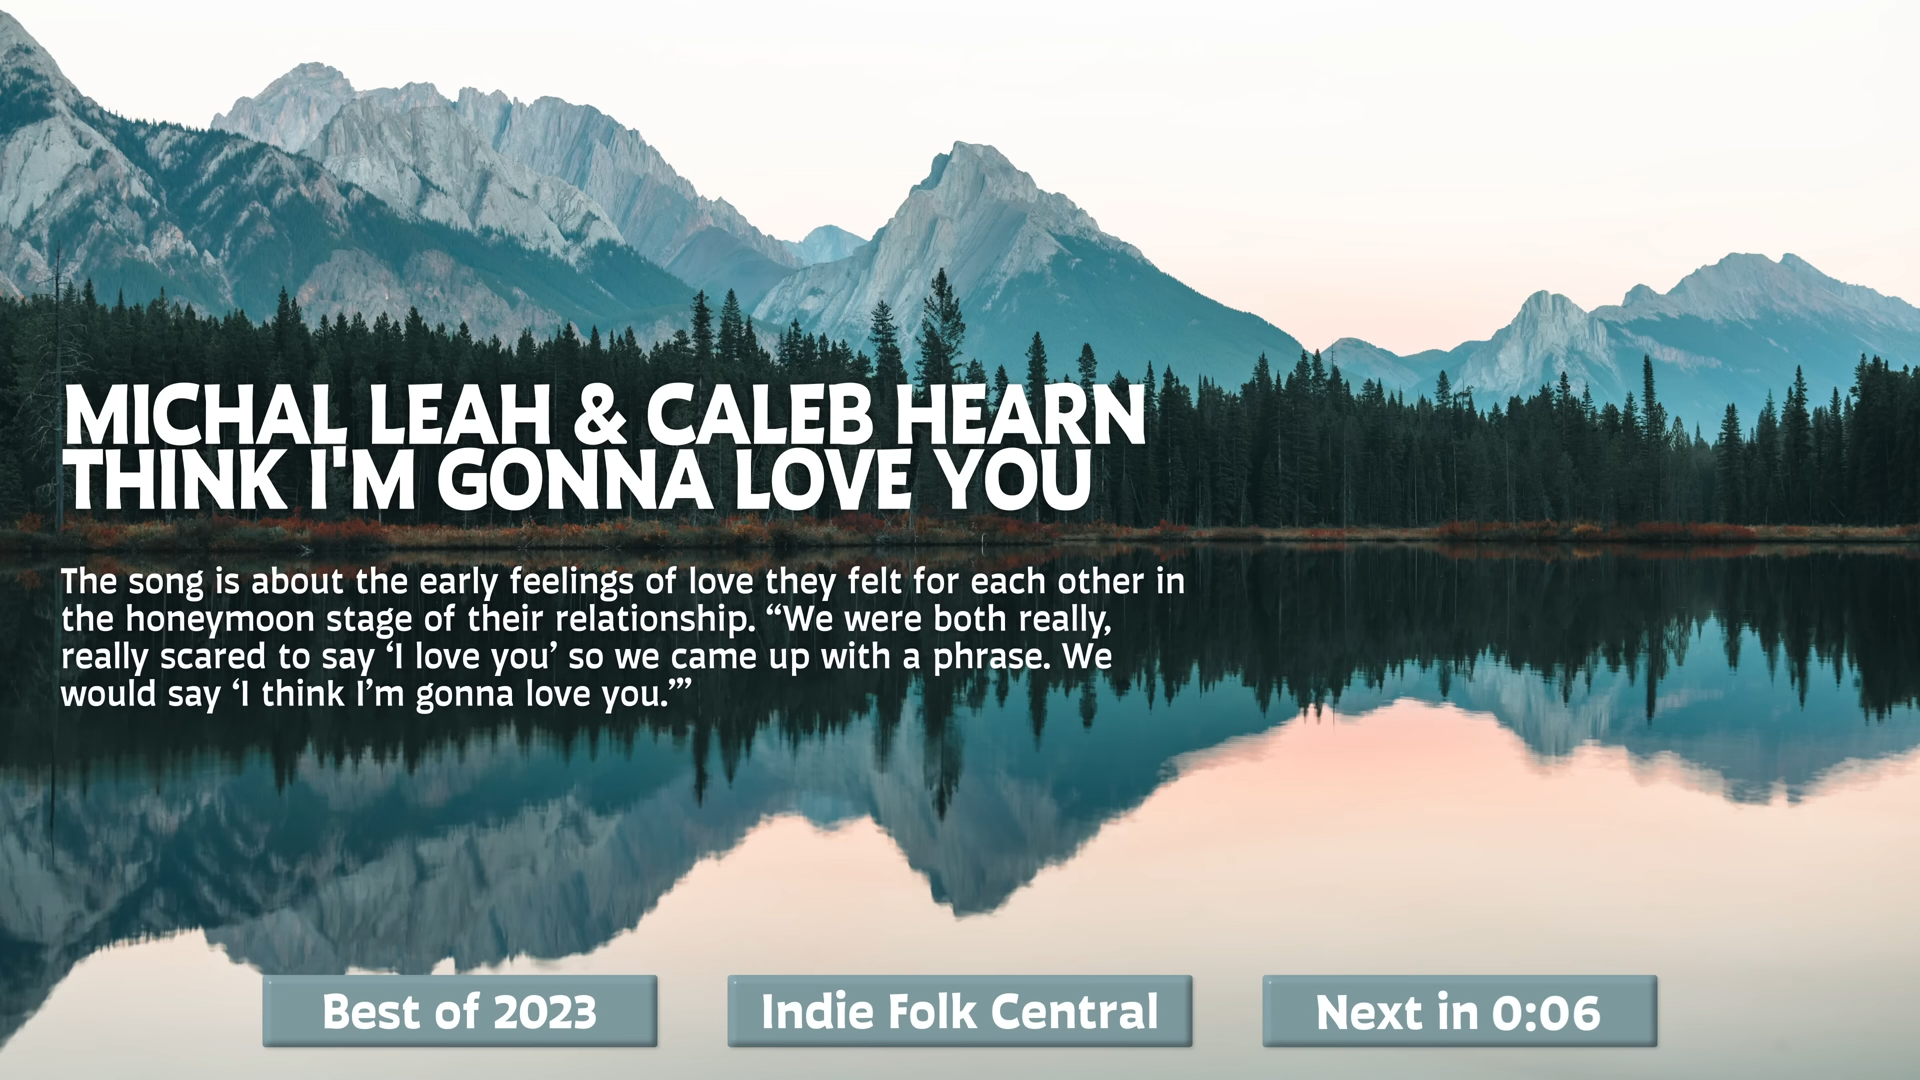 MICHAL LEAH & CALEB HEARN
THINK I'M GONNA LOVE YOU
The song is about the early feelings of love they felt for each other in
the honeymoon stage of their relationship. “We were both really,
really scared to say ‘I love you’ so we came up with a phrase. We
would say ‘I think I’m gonna love you.’”
Best of 2023
Indie Folk Central
Next in 0:06